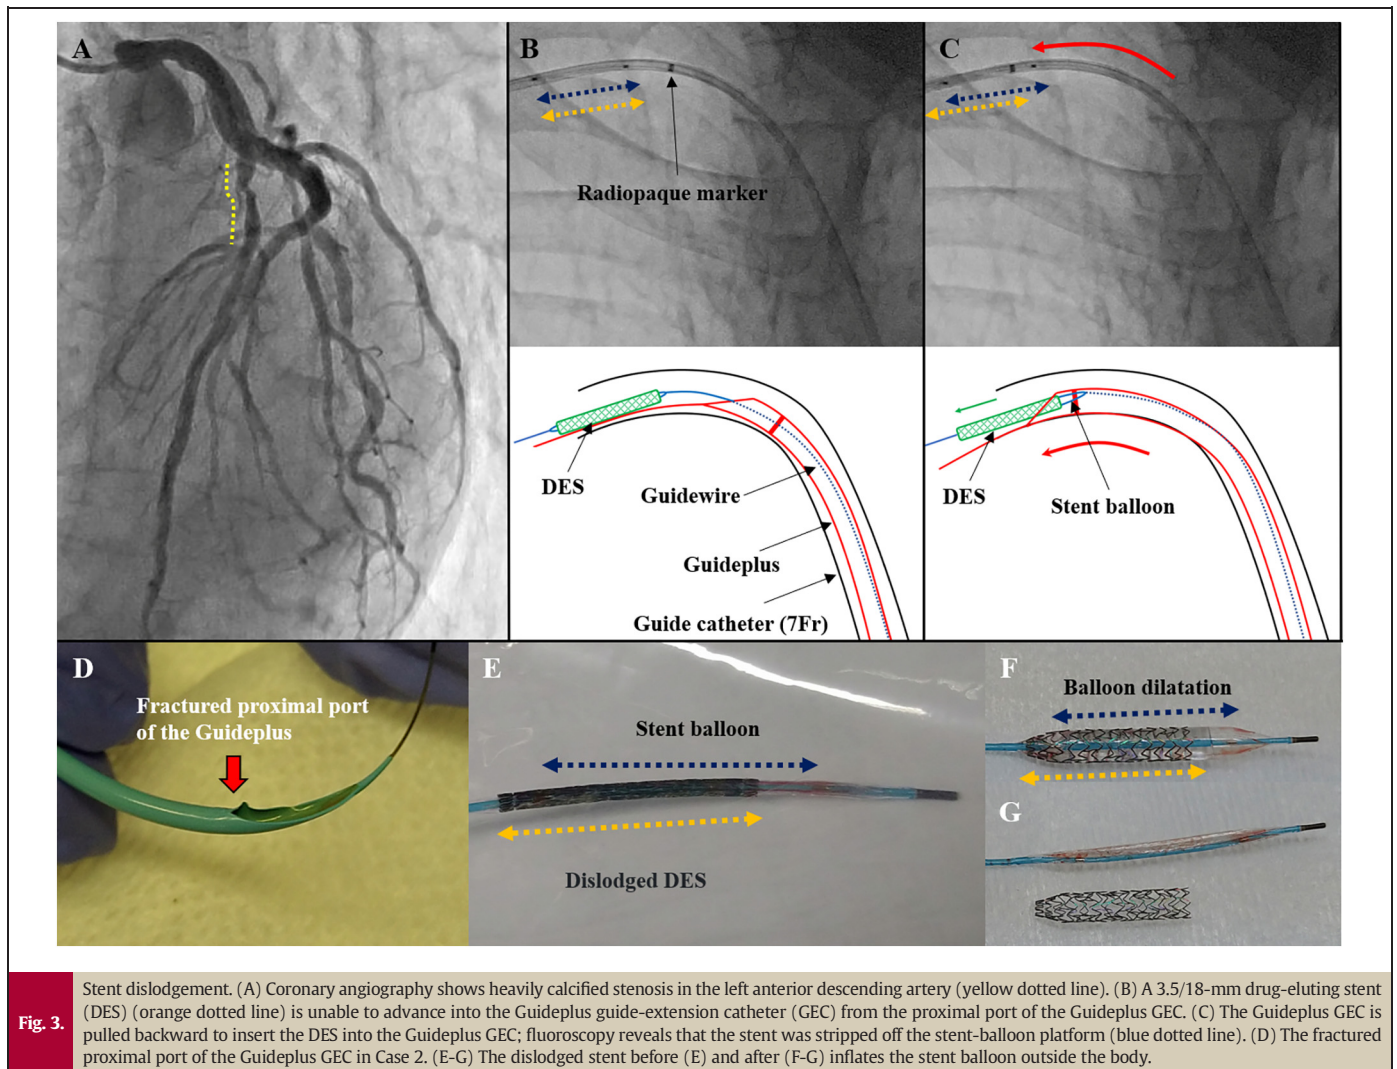 A
B
Radiopaque marker
C
DES
Guidewire
Guideplus
Guide catheter (7Fr)
DES
Stent balloon
D
Fractured proximal port
of the Guideplus
E
Stent balloon
Dislodged DES
F
Balloon dilatation
G
Fig. 3.
Stent dislodgement. (A) Coronary angiography shows heavily calcified stenosis in the left anterior descending artery (yellow dotted line). (B) A 3.5/18-mm drug-eluting stent
(DES) (orange dotted line) is unable to advance into the Guideplus guide-extension catheter (GEC) from the proximal port of the Guideplus GEC. (C) The Guideplus GEC is
pulled backward to insert the DES into the Guideplus GEC; fluoroscopy reveals that the stent was stripped off the stent-balloon platform (blue dotted line). (D) The fractured
proximal port of the Guideplus GEC in Case 2. (E-G) The dislodged stent before (E) and after (F-G) inflates the stent balloon outside the body.